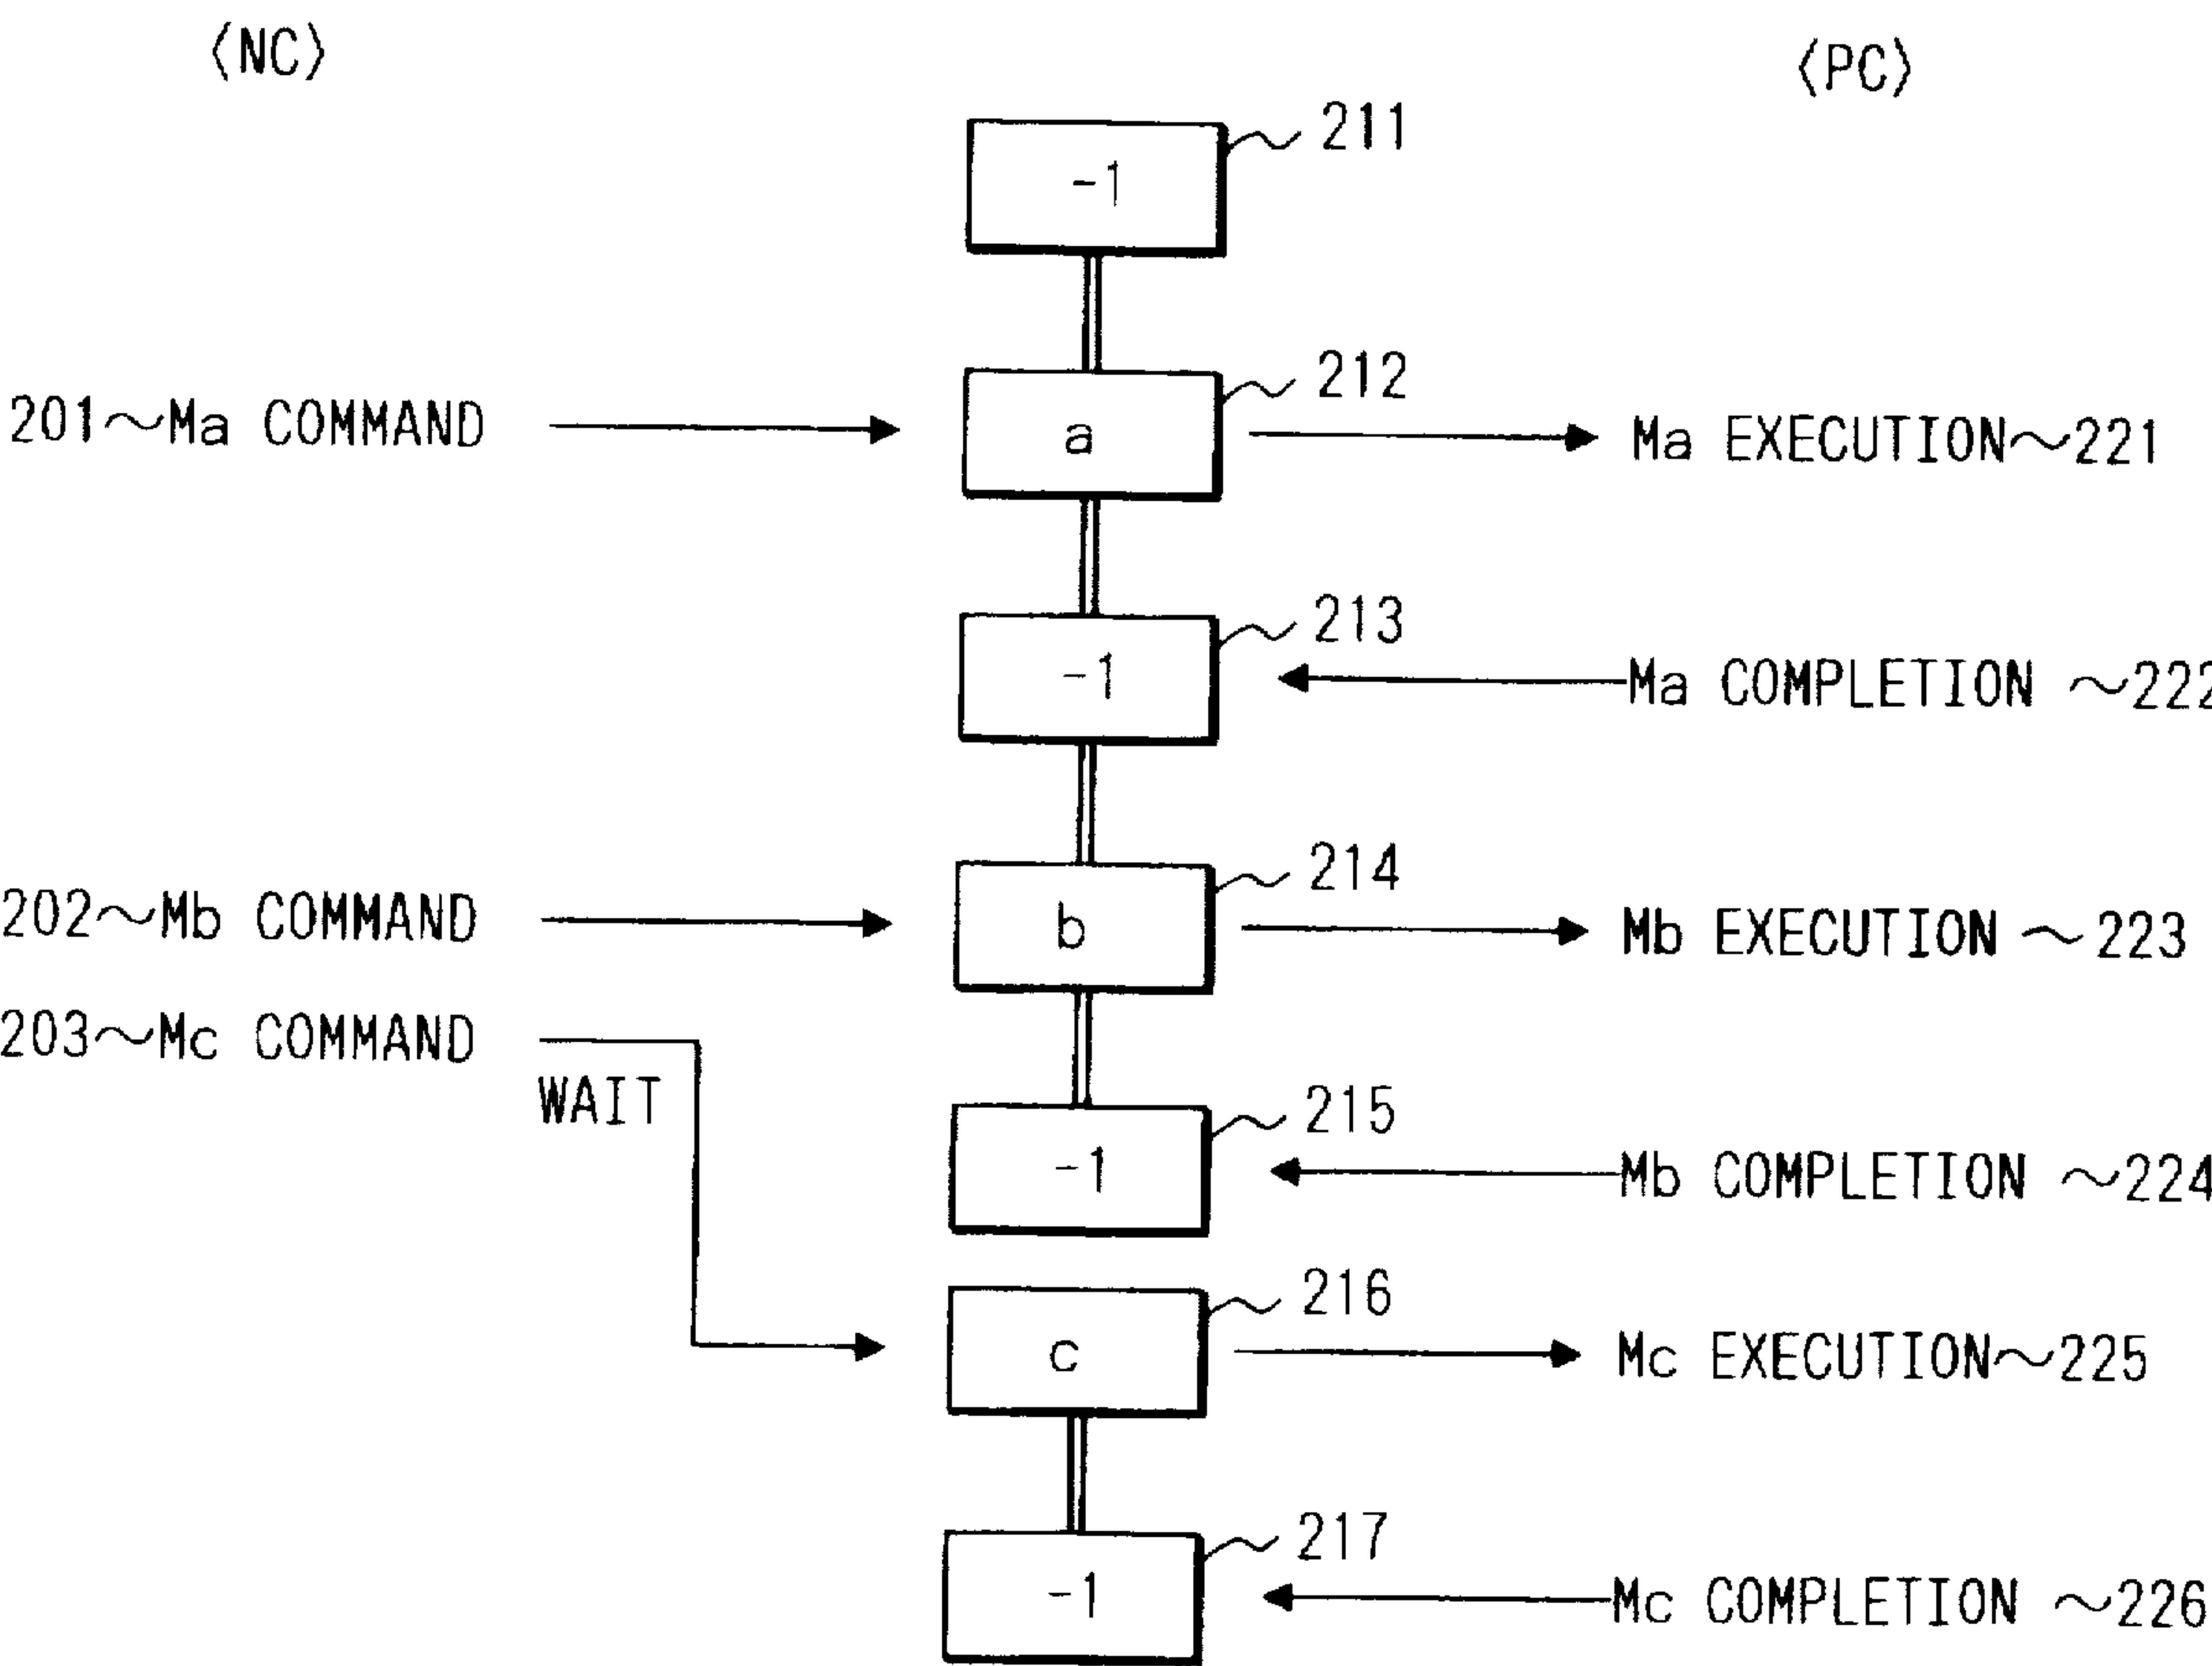 〈NC〉 〈PC〉
-1 211
201~Ma COMMAND a 212 Ma EXECUTION~221
-1 213 Ma COMPLETION ~222
202~Mb COMMAND b 214 Mb EXECUTION ~223
203~Mc COMMAND
WAIT
-1 215 Mb COMPLETION ~224
c 216 Mc EXECUTION~225
-1 217 Mc COMPLETION ~226